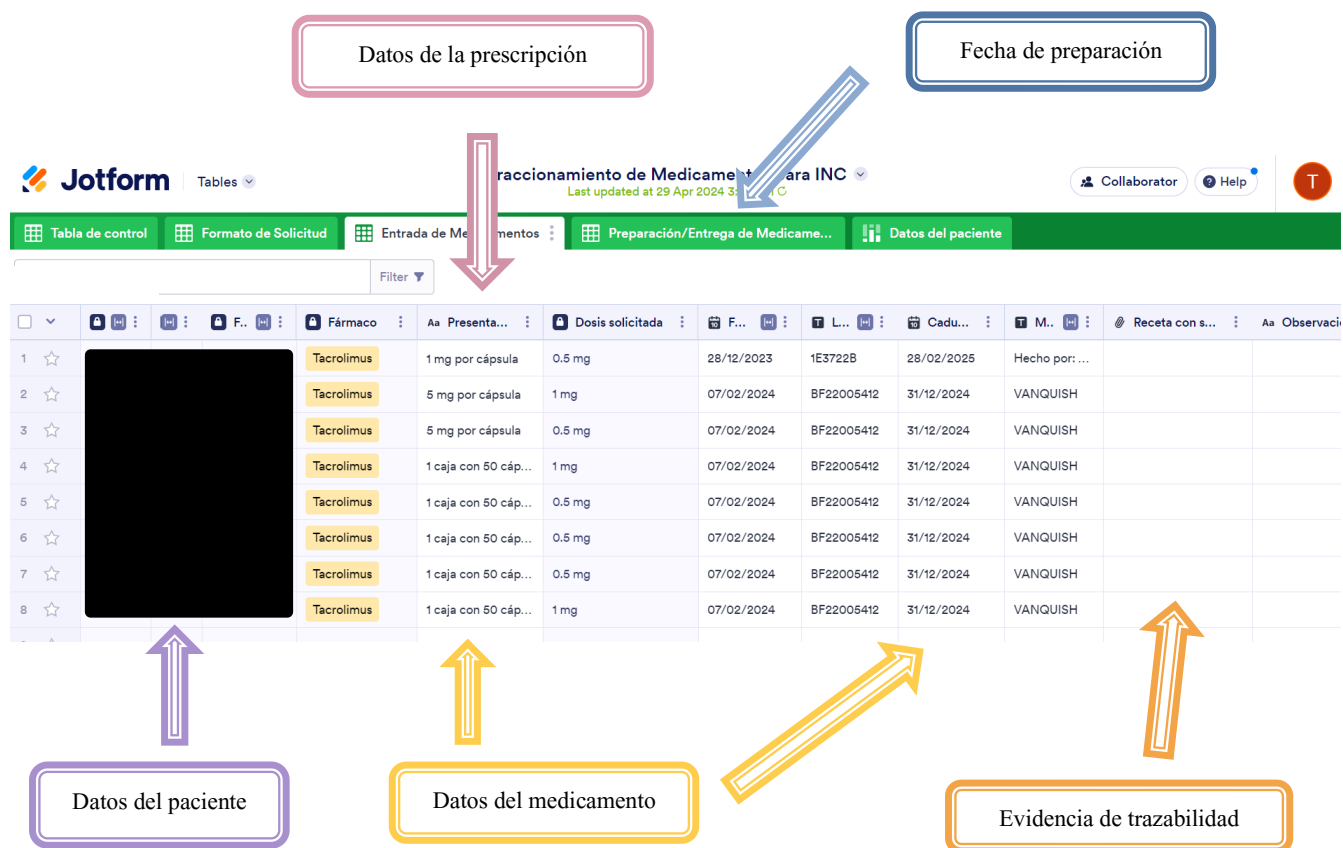 Datos de la prescripción
Fecha de preparación
Jotform
Tables
raccionamiento de Medicame ara INC
Last updated at 29 Apr 2024 3:
Collaborator
Help
T
Tabla de control
Formato de Solicitud
Entrada de Me mentos
Preparación/Entrega de Medicame...
Datos del paciente
Filter
F.. Fármaco Aa Presenta... Dosis solicitada F... L... Cadu... M.. Receta con s... Aa Observaci
1 Tacrolimus 1 mg por cápsula 0.5 mg 28/12/2023 1E3722B 28/02/2025 Hecho por: ...
2 Tacrolimus 5 mg por cápsula 1 mg 07/02/2024 BF22005412 31/12/2024 VANQUISH
3 Tacrolimus 5 mg por cápsula 0.5 mg 07/02/2024 BF22005412 31/12/2024 VANQUISH
4 Tacrolimus 1 caja con 50 cáp... 1 mg 07/02/2024 BF22005412 31/12/2024 VANQUISH
5 Tacrolimus 1 caja con 50 cáp... 0.5 mg 07/02/2024 BF22005412 31/12/2024 VANQUISH
6 Tacrolimus 1 caja con 50 cáp... 0.5 mg 07/02/2024 BF22005412 31/12/2024 VANQUISH
7 Tacrolimus 1 caja con 50 cáp... 0.5 mg 07/02/2024 BF22005412 31/12/2024 VANQUISH
8 Tacrolimus 1 caja con 50 cáp... 1 mg 07/02/2024 BF22005412 31/12/2024 VANQUISH
Datos del paciente
Datos del medicamento
Evidencia de trazabilidad